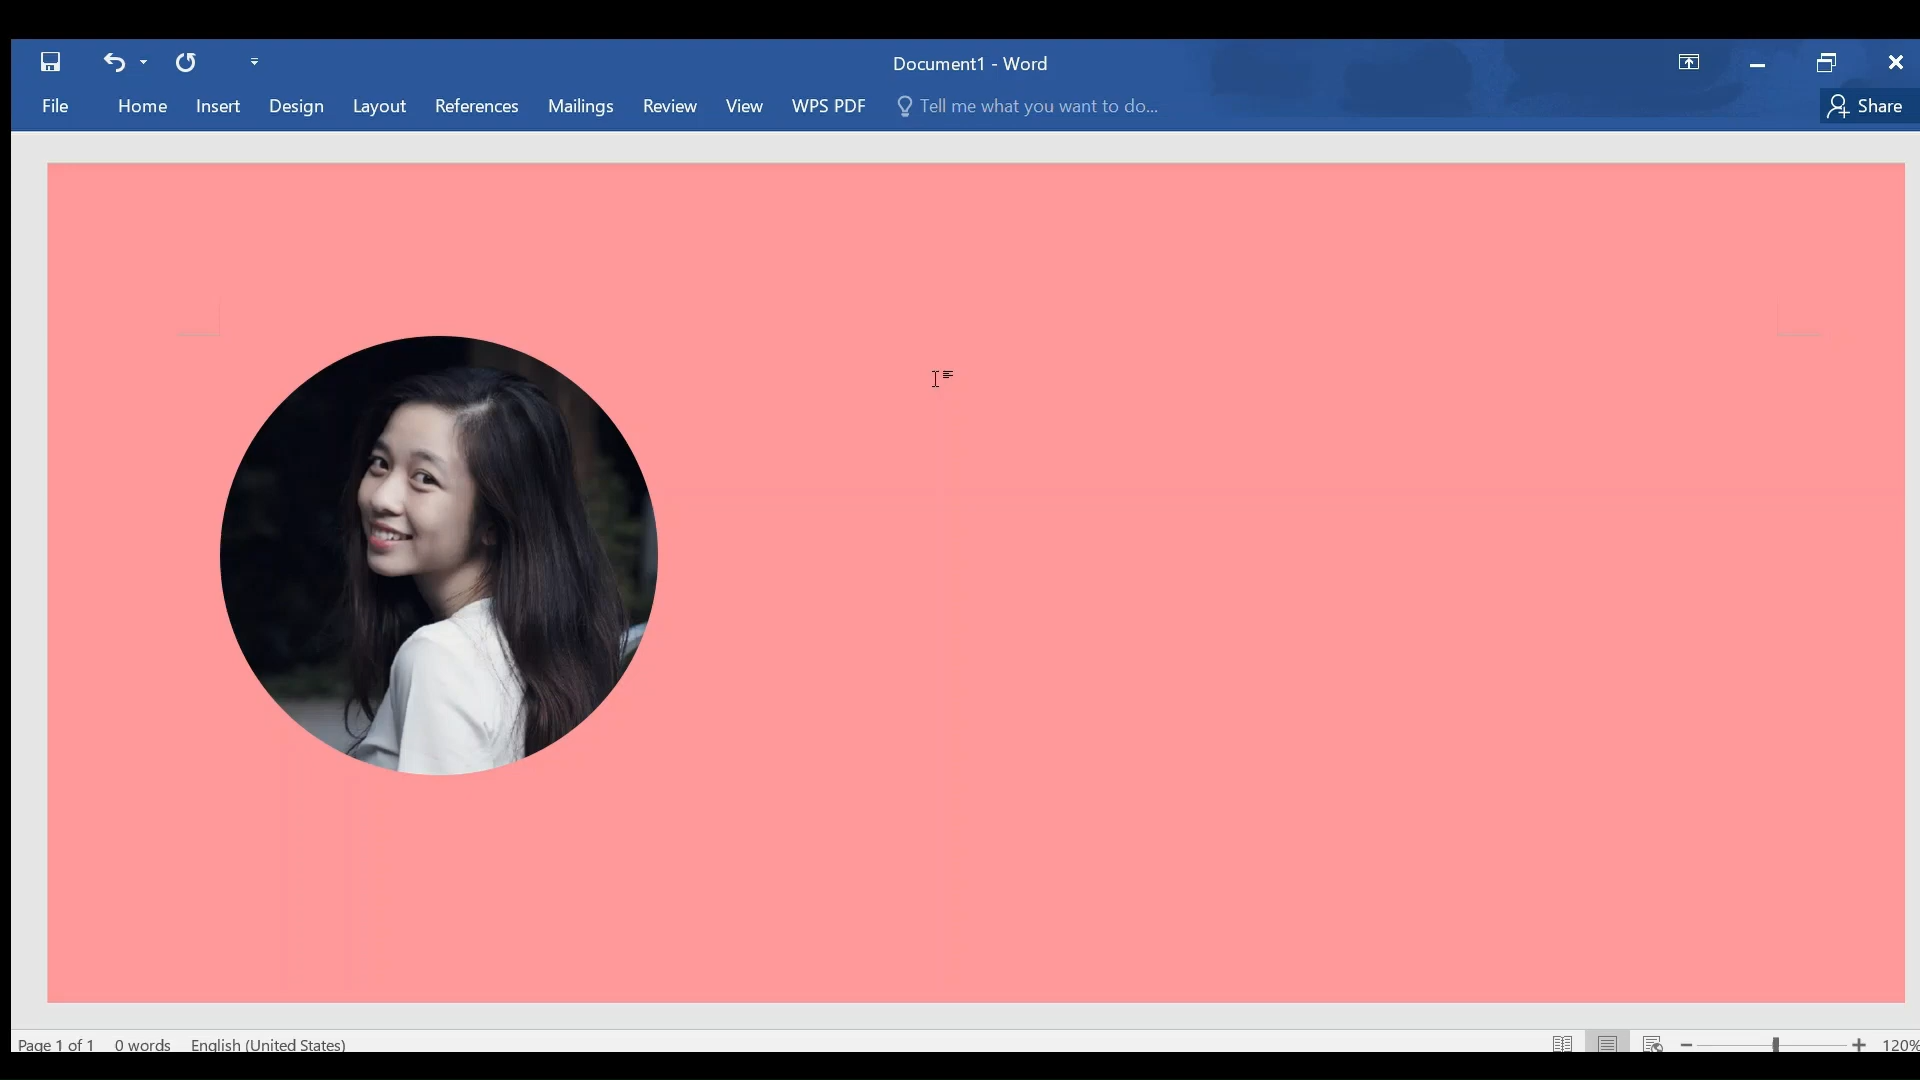 Document1 - Word
File Home Insert Design Layout References Mailings Review View WPS PDF Tell me what you want to do... Share
Page 1 of 1 0 words English (United States) 120%